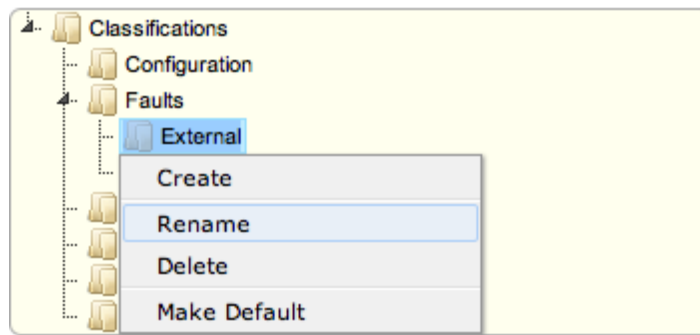 Classifications
Configuration
Faults
External
Create
Rename
Delete
Make Default